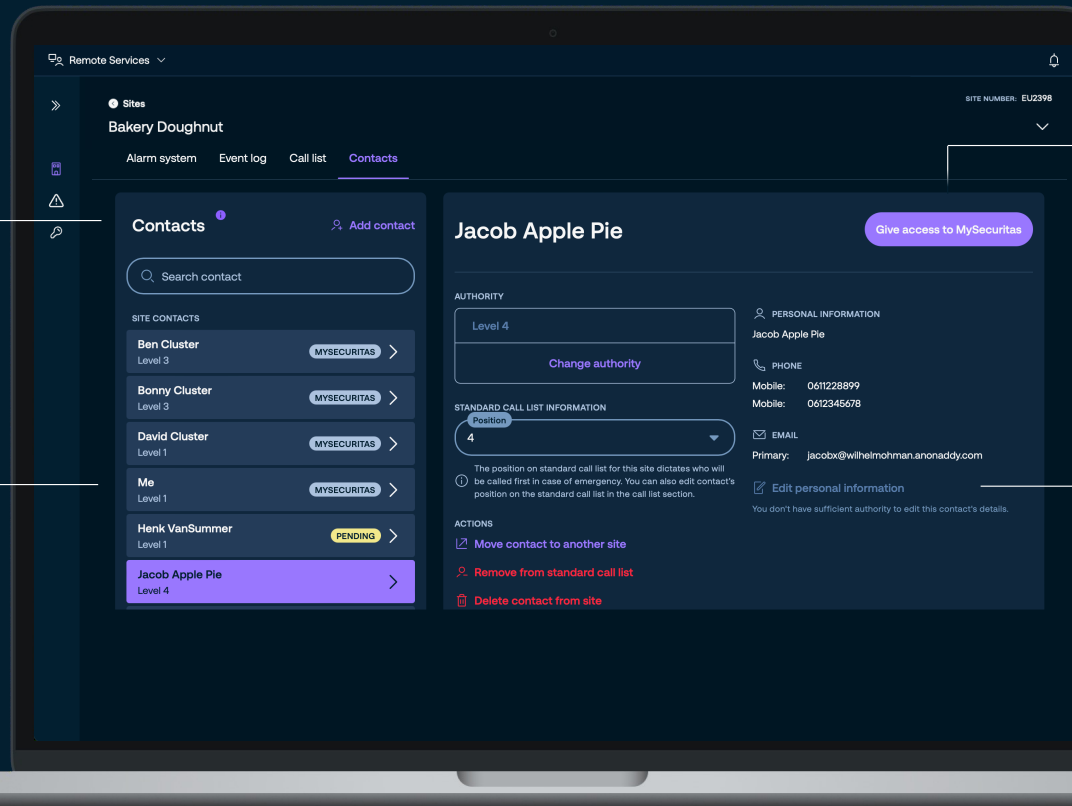 Remote Services
Sites
SITE NUMBER: EU2398
Bakery Doughnut
Alarm system Event log Call list Contacts
Contacts
Add contact
Search contact
SITE CONTACTS
Ben Cluster
Level 3
MYSECURITAS
Bonny Cluster
Level 3
MYSECURITAS
David Cluster
Level 1
MYSECURITAS
Me
Level 1
MYSECURITAS
Henk VanSummer
Level 1
PENDING
Jacob Apple Pie
Level 4
Jacob Apple Pie
Give access to MySecuritas
AUTHORITY
Level 4
Change authority
STANDARD CALL LIST INFORMATION
Position
4
The position on standard call list for this site dictates who will
be called first in case of emergency. You can also edit contact's
position on the standard call list in the call list section.
ACTIONS
Move contact to another site
Remove from standard call list
Delete contact from site
PERSONAL INFORMATION
Jacob Apple Pie
PHONE
Mobile: 0611228899
Mobile: 0612345678
EMAIL
Primary: jacobx@wilhelmohman.anonaddy.com
Edit personal information
You don't have sufficient authority to edit this contact's details.